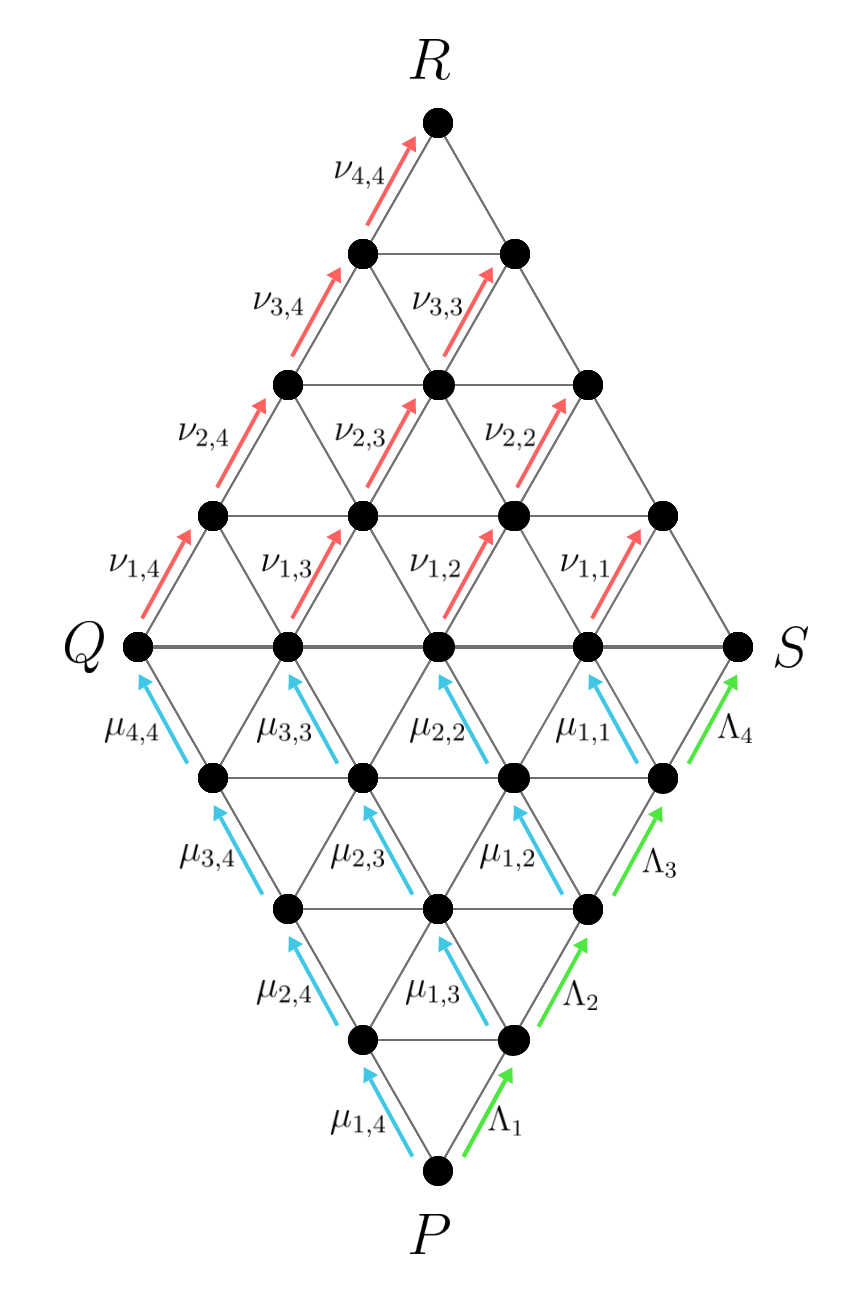 R
ν₄,₄
ν₃,₄ ν₃,₃
ν₂,₄ ν₂,₃ ν₂,₂
ν₁,₄ ν₁,₃ ν₁,₂ ν₁,₁
Q S
μ₄,₄ μ₃,₃ μ₂,₂ μ₁,₁ Λ₄
μ₃,₄ μ₂,₃ μ₁,₂ Λ₃
μ₂,₄ μ₁,₃ Λ₂
μ₁,₄ Λ₁
P